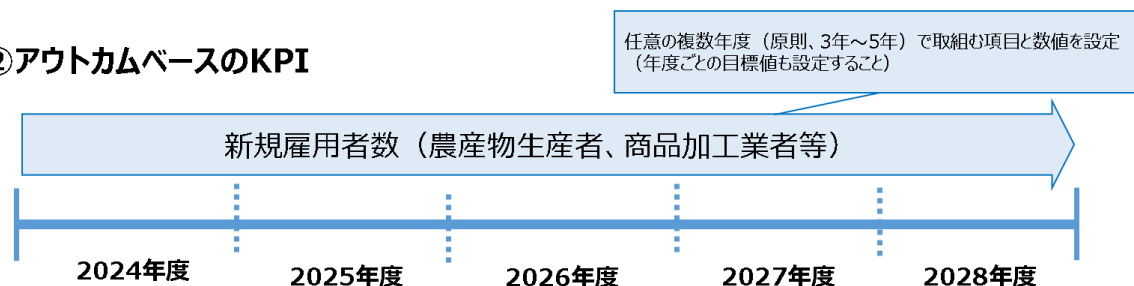 任意の複数年度（原則、3年～5年）で取組む項目と数値を設定
（年度ごとの目標値も設定すること）
②アウトカムベースのKPI
新規雇用者数（農産物生産者、商品加工業者等）
2024年度 2025年度 2026年度 2027年度 2028年度